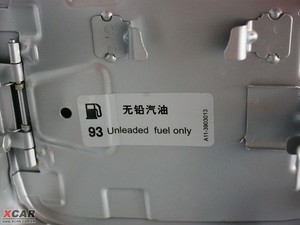 无铅汽油
93 Unleaded fuel only
A11-3903013
XCAR